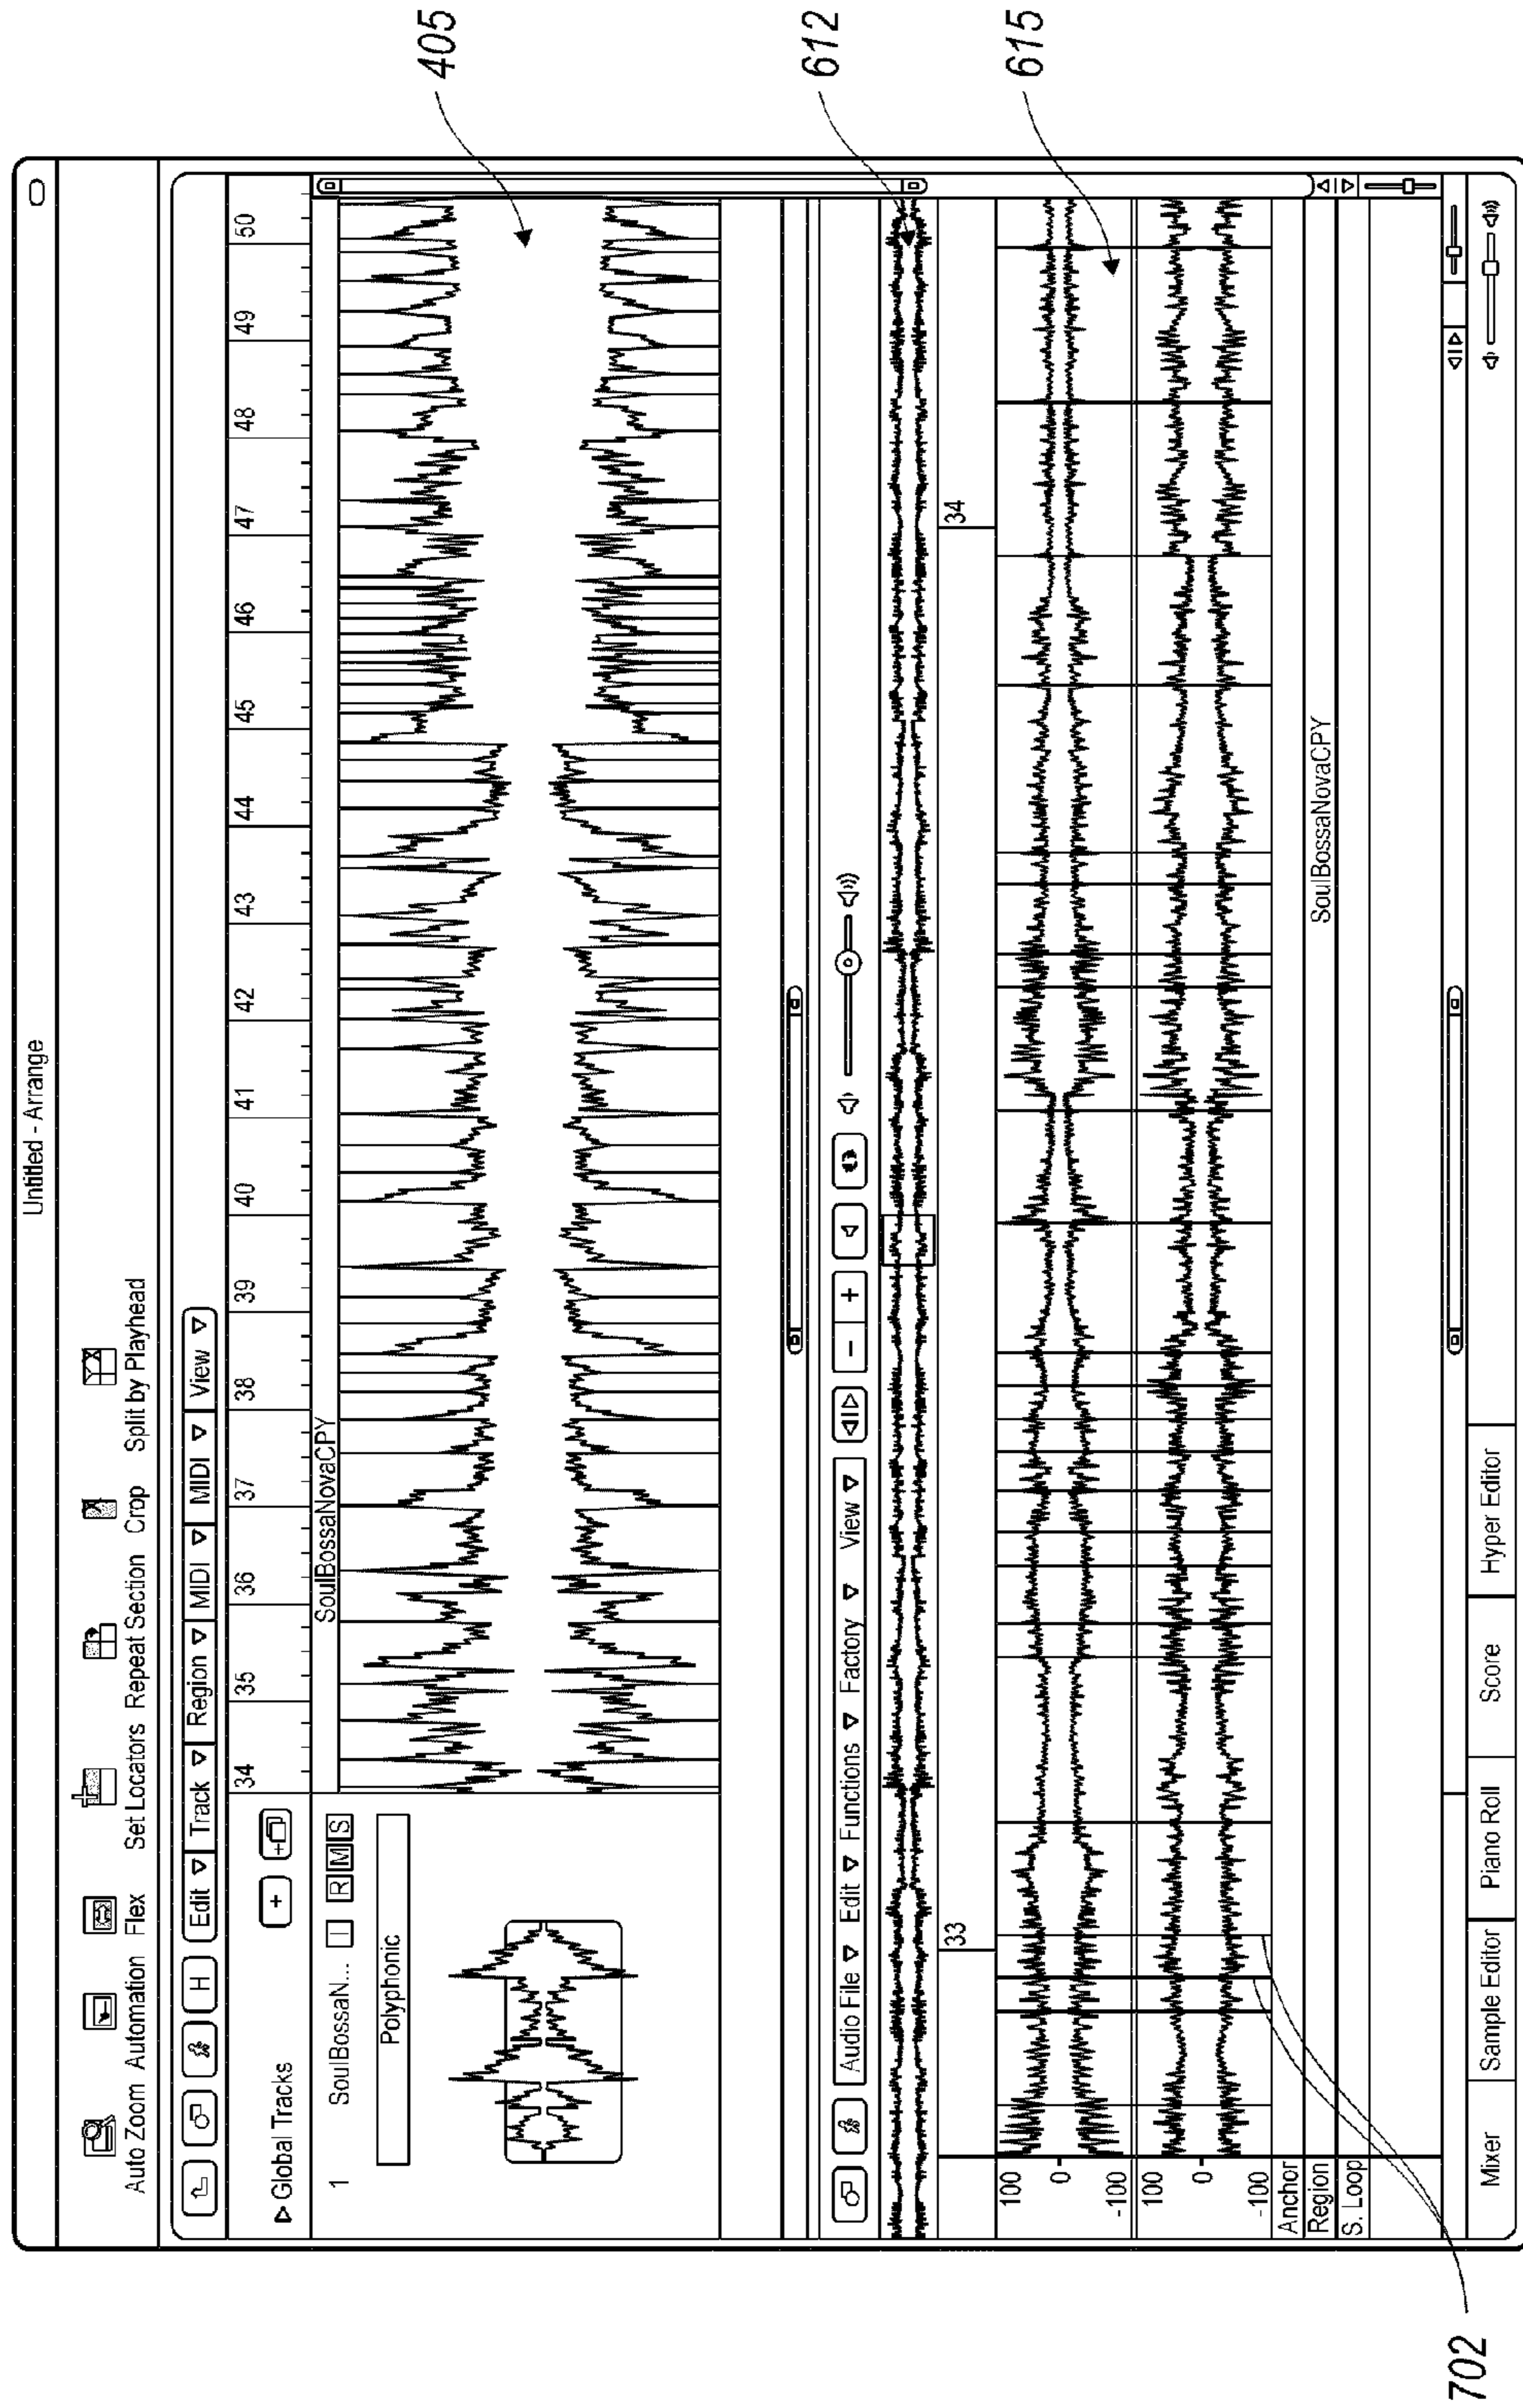 Untitled - Arrange
Auto Zoom Automation Flex Set Locators Repeat Section Crop Split by Playhead
H Edit Track Region MIDI MIDI View
Global Tracks + + 34 35 36 37 38 39 40 41 42 43 44 45 46 47 48 49 50
SoulBossaNovaCPY
1 SoulBossaN... I R M S
Polyphonic
405
Audio File Edit Functions Factory View − +
612
33 34
100
0
-100
615
100
0
-100
702
Anchor
Region SoulBossaNovaCPY
S. Loop
Mixer Sample Editor Piano Roll Score Hyper Editor